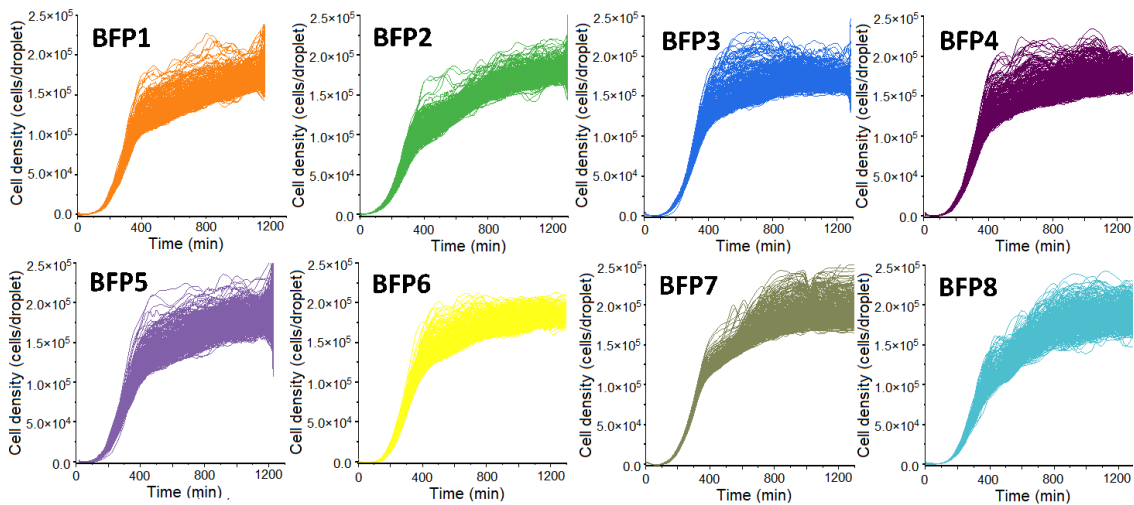 BFP1
Cell density (cells/droplet)
2.5×10⁵
2.0×10⁵
1.5×10⁵
1.0×10⁵
5.0×10⁴
0.0
0 400 800 1200
Time (min)
BFP2
Cell density (cells/droplet)
2.5×10⁵
2.0×10⁵
1.5×10⁵
1.0×10⁵
5.0×10⁴
0.0
0 400 800 1200
Time (min)
BFP3
Cell density (cells/droplet)
2.5×10⁵
2.0×10⁵
1.5×10⁵
1.0×10⁵
5.0×10⁴
0.0
0 400 800 1200
Time (min)
BFP4
Cell density (cells/droplet)
2.5×10⁵
2.0×10⁵
1.5×10⁵
1.0×10⁵
5.0×10⁴
0.0
0 400 800 1200
Time (min)
BFP5
Cell density (cells/droplet)
2.5×10⁵
2.0×10⁵
1.5×10⁵
1.0×10⁵
5.0×10⁴
0.0
0 400 800 1200
Time (min)
BFP6
Cell density (cells/droplet)
2.5×10⁵
2.0×10⁵
1.5×10⁵
1.0×10⁵
5.0×10⁴
0.0
0 400 800 1200
Time (min)
BFP7
Cell density (cells/droplet)
2.5×10⁵
2.0×10⁵
1.5×10⁵
1.0×10⁵
5.0×10⁴
0.0
0 400 800 1200
Time (min)
BFP8
Cell density (cells/droplet)
2.5×10⁵
2.0×10⁵
1.5×10⁵
1.0×10⁵
5.0×10⁴
0.0
0 400 800 1200
Time (min)